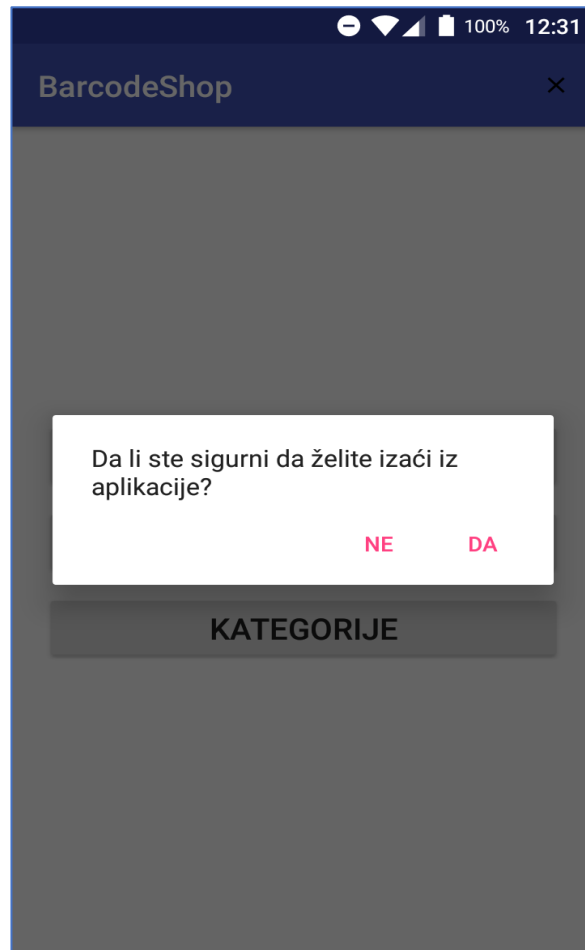 100% 12:31
BarcodeShop
Da li ste sigurni da želite izaći iz
aplikacije?
NE DA
KATEGORIJE